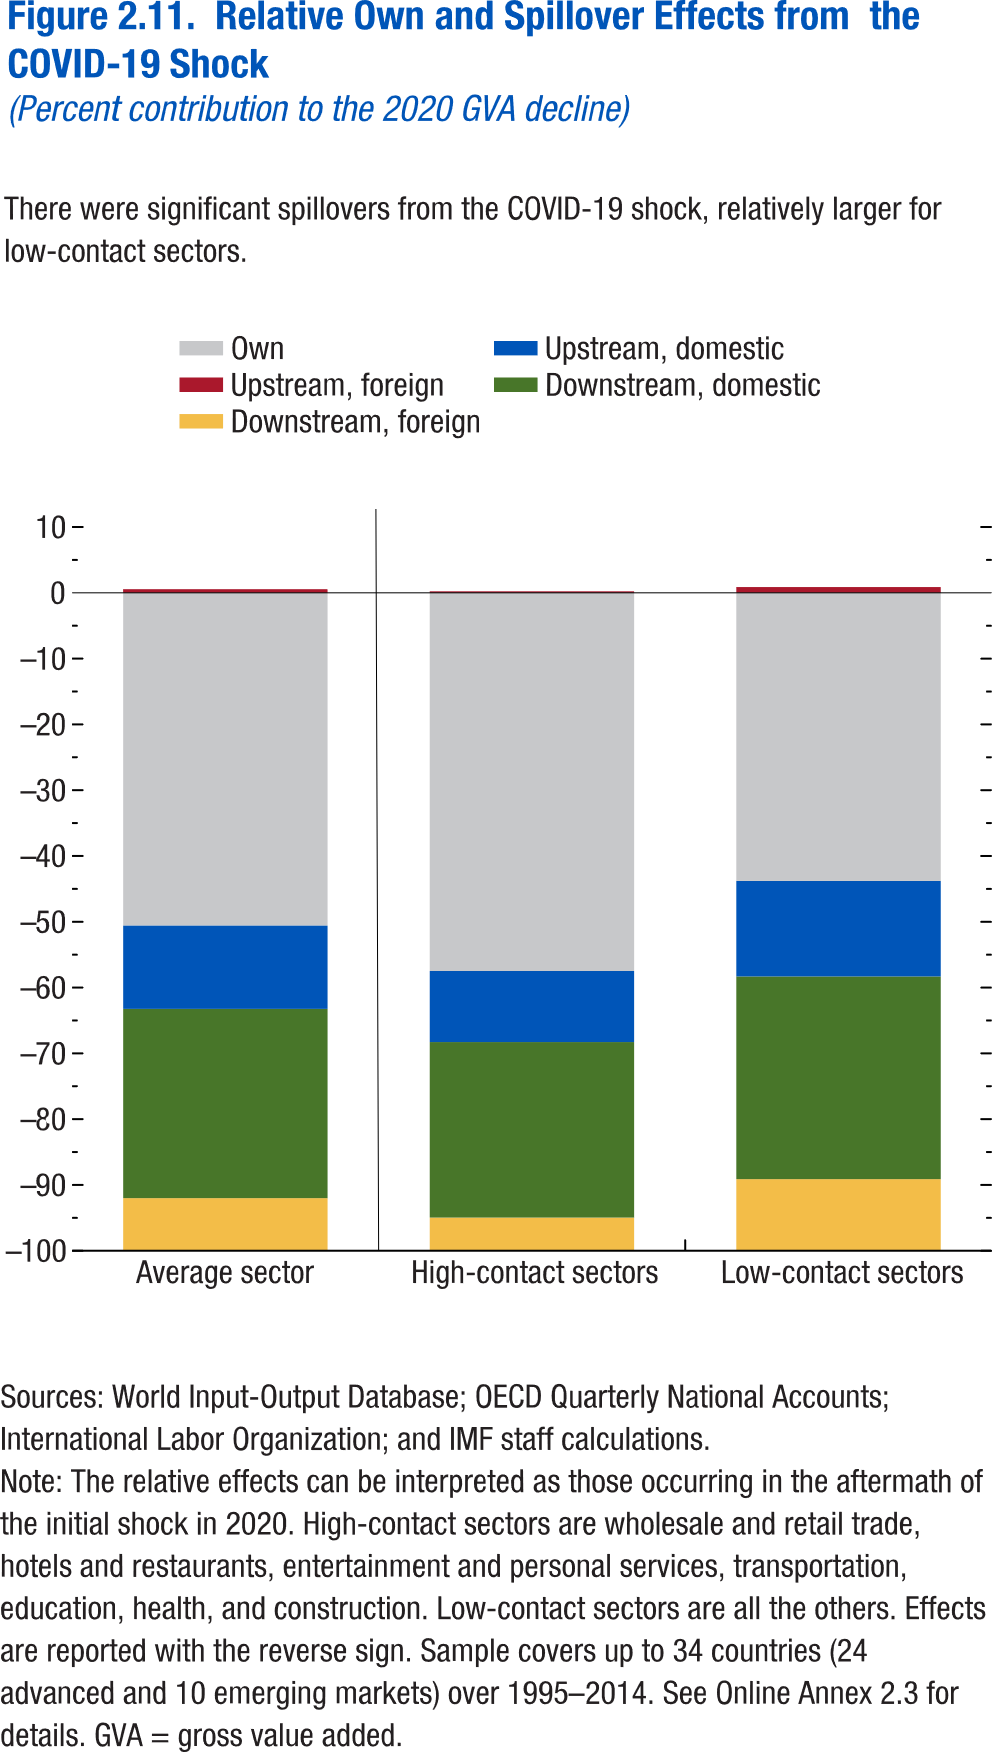 Figure 2.11.  Relative Own and Spillover Effects from  the
COVID-19 Shock
(Percent contribution to the 2020 GVA decline)
There were significant spillovers from the COVID-19 shock, relatively larger for
low-contact sectors.
Own
Upstream, domestic
Upstream, foreign
Downstream, domestic
Downstream, foreign
10
0
–10
–20
–30
–40
–50
–60
–70
–80
–90
–100
Average sector
High-contact sectors
Low-contact sectors
Sources: World Input-Output Database; OECD Quarterly National Accounts;
International Labor Organization; and IMF staff calculations.
Note: The relative effects can be interpreted as those occurring in the aftermath of
the initial shock in 2020. High-contact sectors are wholesale and retail trade,
hotels and restaurants, entertainment and personal services, transportation,
education, health, and construction. Low-contact sectors are all the others. Effects
are reported with the reverse sign. Sample covers up to 34 countries (24
advanced and 10 emerging markets) over 1995–2014. See Online Annex 2.3 for
details. GVA = gross value added.